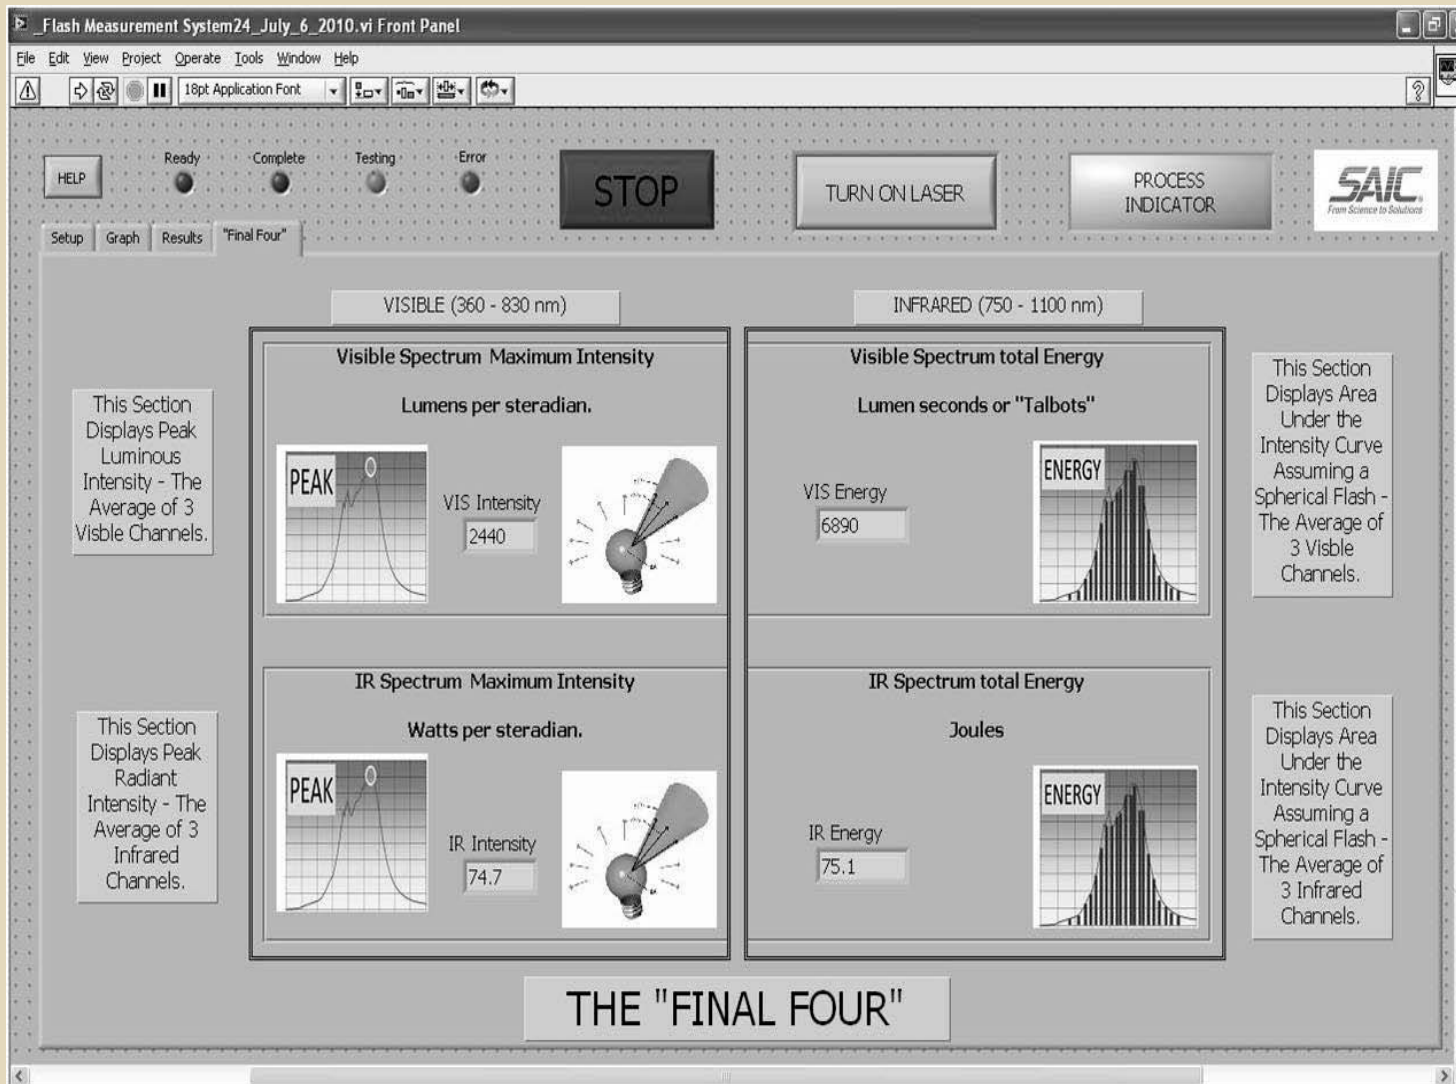 _Flash Measurement System24_July_6_2010.vi Front Panel
File Edit View Project Operate Tools Window Help
18pt Application Font
?
HELP
Ready Complete Testing Error
STOP
TURN ON LASER
PROCESS
INDICATOR
SAIC
From Science to Solutions
Setup Graph Results "Final Four"
VISIBLE (360 - 830 nm)
INFRARED (750 - 1100 nm)
This Section
Displays Peak
Luminous
Intensity - The
Average of 3
Visble Channels.
Visible Spectrum Maximum Intensity
Lumens per steradian.
PEAK
VIS Intensity
2440
Visible Spectrum total Energy
Lumen seconds or "Talbots"
VIS Energy
6890
ENERGY
This Section
Displays Area
Under the
Intensity Curve
Assuming a
Spherical Flash -
The Average of
3 Visble
Channels.
This Section
Displays Peak
Radiant
Intensity - The
Average of 3
Infrared
Channels.
IR Spectrum Maximum Intensity
Watts per steradian.
PEAK
IR Intensity
74.7
IR Spectrum total Energy
Joules
IR Energy
75.1
ENERGY
This Section
Displays Area
Under the
Intensity Curve
Assuming a
Spherical Flash -
The Average of
3 Infrared
Channels.
THE "FINAL FOUR"